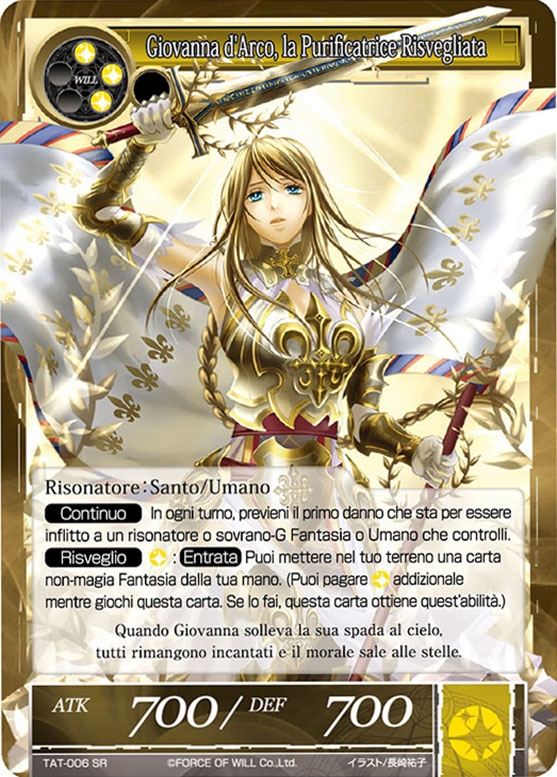 Giovanna d'Arco, la Purificatrice Risvegliata
WILL
Risonatore:Santo/Umano
Continuo In ogni turno, previeni il primo danno che sta per essere
inflitto a un risonatore o sovrano-G Fantasia o Umano che controlli.
Risveglio : Entrata Puoi mettere nel tuo terreno una carta
non-magia Fantasia dalla tua mano. (Puoi pagare addizionale
mentre giochi questa carta. Se lo fai, questa carta ottiene quest'abilità.)
Quando Giovanna solleva la sua spada al cielo,
tutti rimangono incantati e il morale sale alle stelle.
ATK 700 / DEF 700
TAT-006 SR ©FORCE OF WILL Co.,Ltd. イラスト/長崎祐子